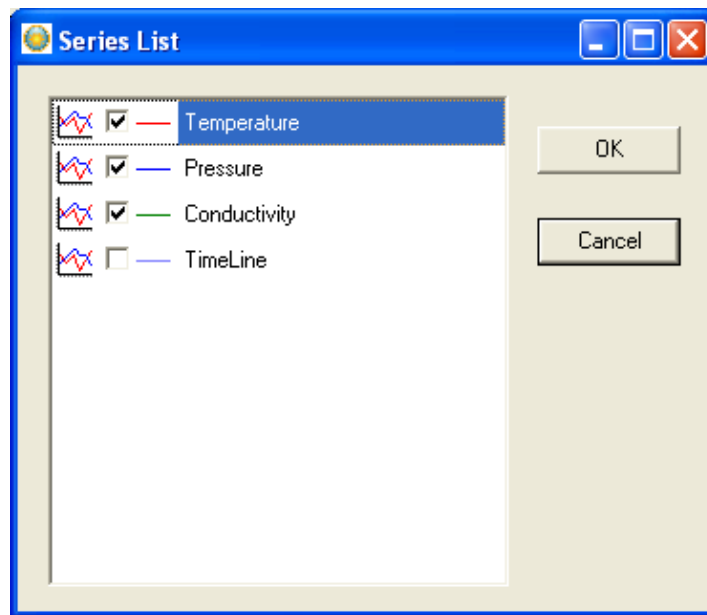 Series List
Temperature
Pressure
Conductivity
TimeLine
OK
Cancel